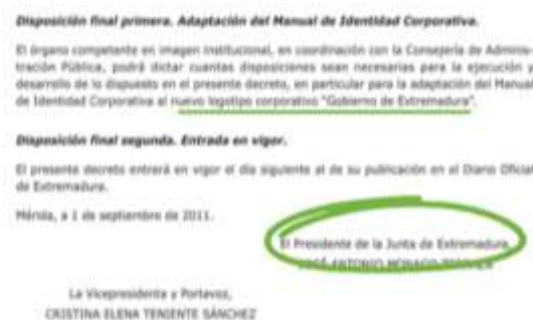 Disposición final primera. Adaptación del Manual de Identidad Corporativa.
El órgano competente en imagen institucional, en coordinación con la Consejería de Adminis-
tración Pública, podrá dictar cuantas disposiciones sean necesarias para la ejecución y
desarrollo de lo dispuesto en el presente decreto, en particular para la adaptación del Manual
de Identidad Corporativa al nuevo logotipo corporativo "Gobierno de Extremadura".
Disposición final segunda. Entrada en vigor.
El presente decreto entrará en vigor el día siguiente al de su publicación en el Diario Oficial
de Extremadura.
Mérida, a 1 de septiembre de 2011.
El Presidente de la Junta de Extremadura,
JOSÉ ANTONIO MONAGO
La Vicepresidenta y Portavoz,
CRISTINA ELENA TENIENTE SÁNCHEZ